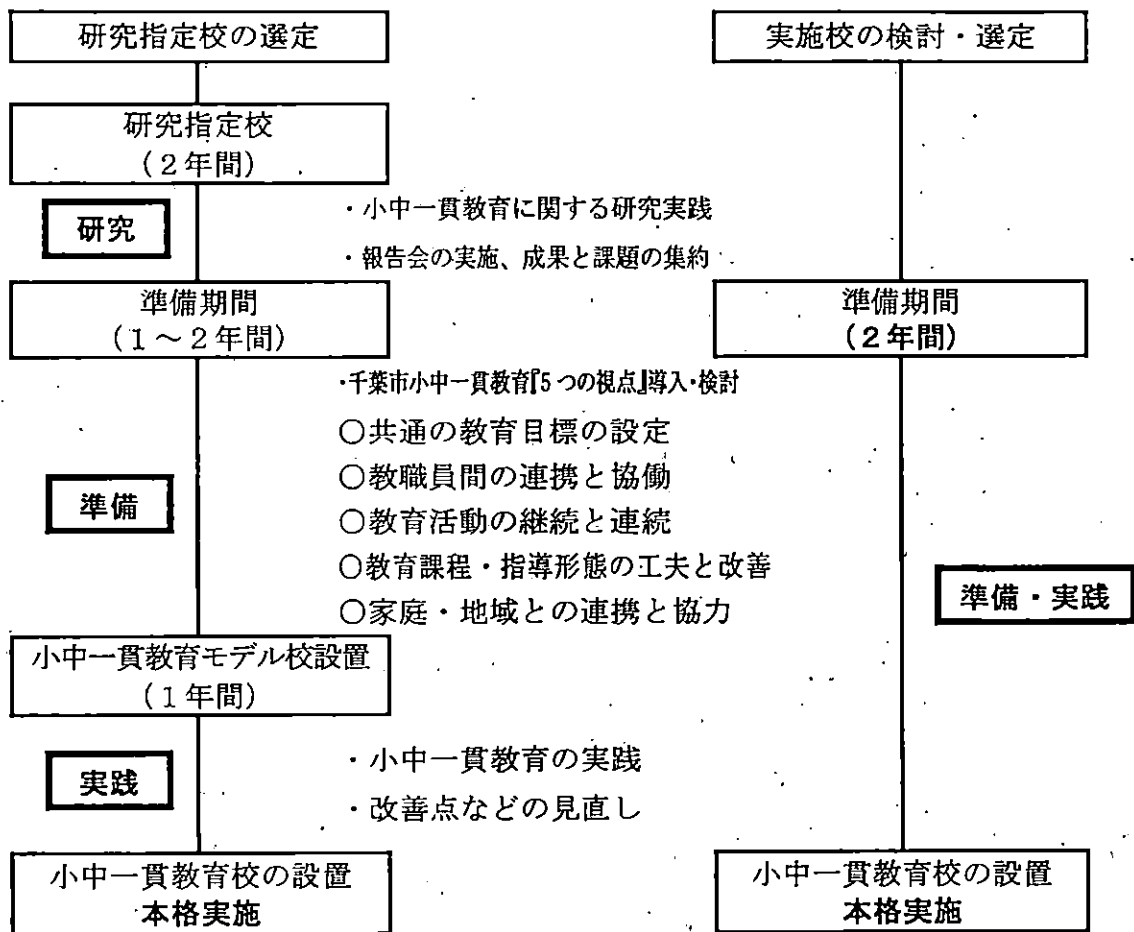 研究指定校の選定
研究指定校
(2年間)
研究
・小中一貫教育に関する研究実践
・報告会の実施、成果と課題の集約
準備期間
(1～2年間)
・千葉市小中一貫教育『5つの視点』導入・検討
○共通の教育目標の設定
○教職員間の連携と協働
○教育活動の継続と連続
○教育課程・指導形態の工夫と改善
○家庭・地域との連携と協力
準備
小中一貫教育モデル校設置
(1年間)
実践
・小中一貫教育の実践
・改善点などの見直し
小中一貫教育校の設置
本格実施
実施校の検討・選定
準備期間
(2年間)
準備・実践
小中一貫教育校の設置
本格実施